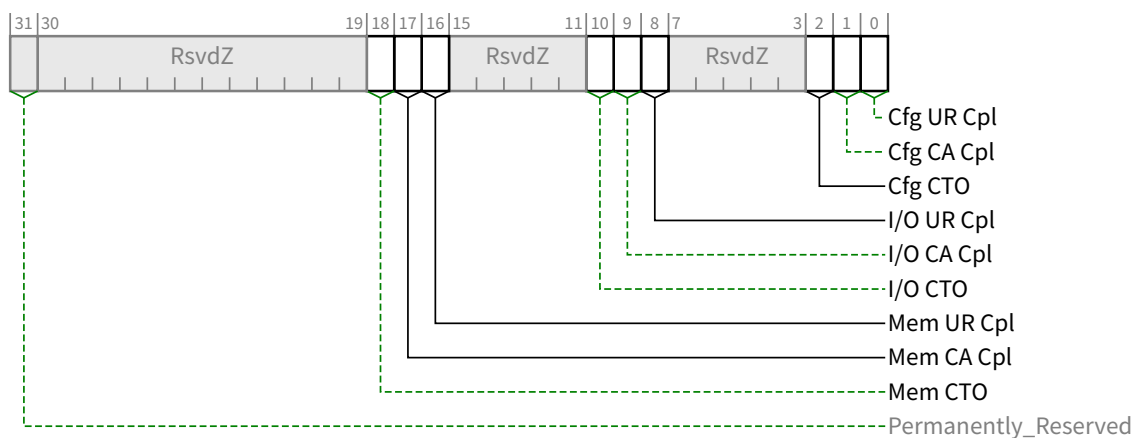 31 30 19 18 17 16 15 11 10 9 8 7 3 2 1 0
RsvdZ RsvdZ RsvdZ
Cfg UR Cpl
Cfg CA Cpl
Cfg CTO
I/O UR Cpl
I/O CA Cpl
I/O CTO
Mem UR Cpl
Mem CA Cpl
Mem CTO
Permanently_Reserved